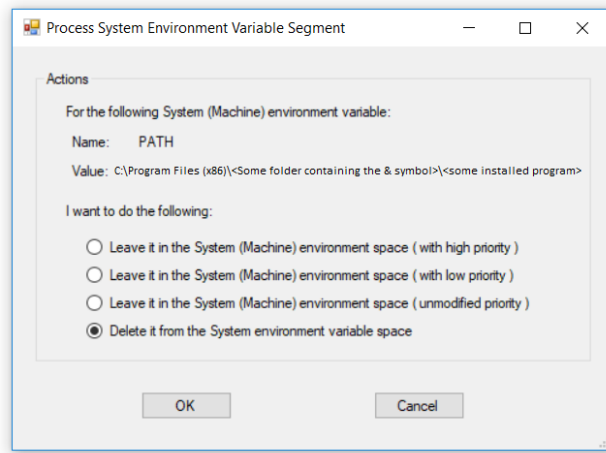 Process System Environment Variable Segment
Actions
For the following System (Machine) environment variable:
Name: PATH
Value: C:\Program Files (x86)\<Some folder containing the & symbol>\<some installed program>
I want to do the following:
Leave it in the System (Machine) environment space ( with high priority )
Leave it in the System (Machine) environment space ( with low priority )
Leave it in the System (Machine) environment space ( unmodified priority )
Delete it from the System environment variable space
OK Cancel